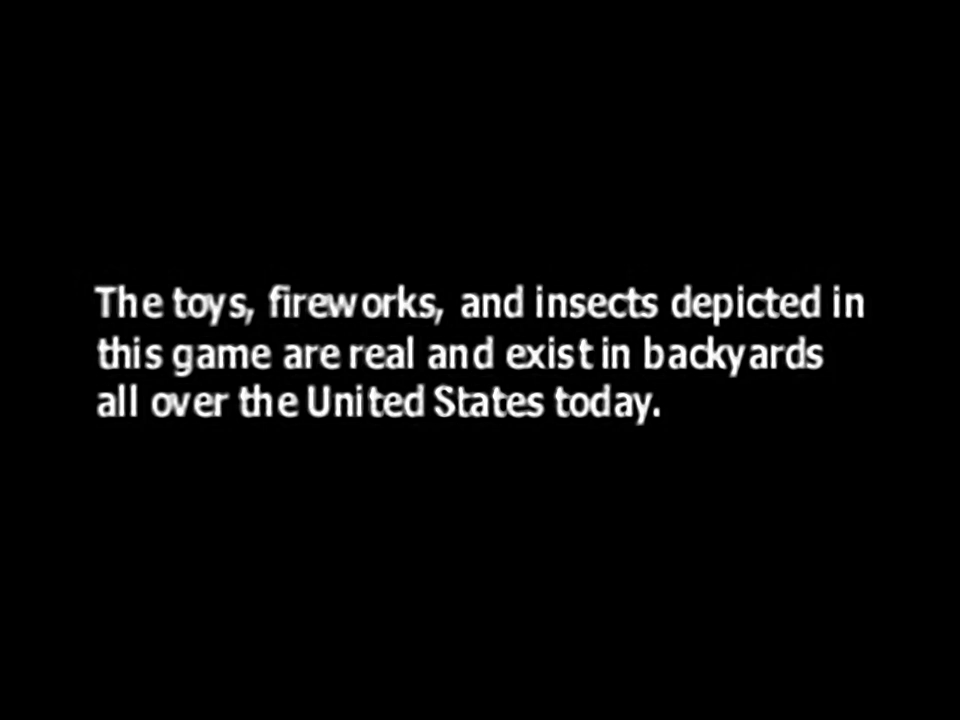 The toys, fireworks, and insects depicted in
this game are real and exist in backyards
all over the United States today.